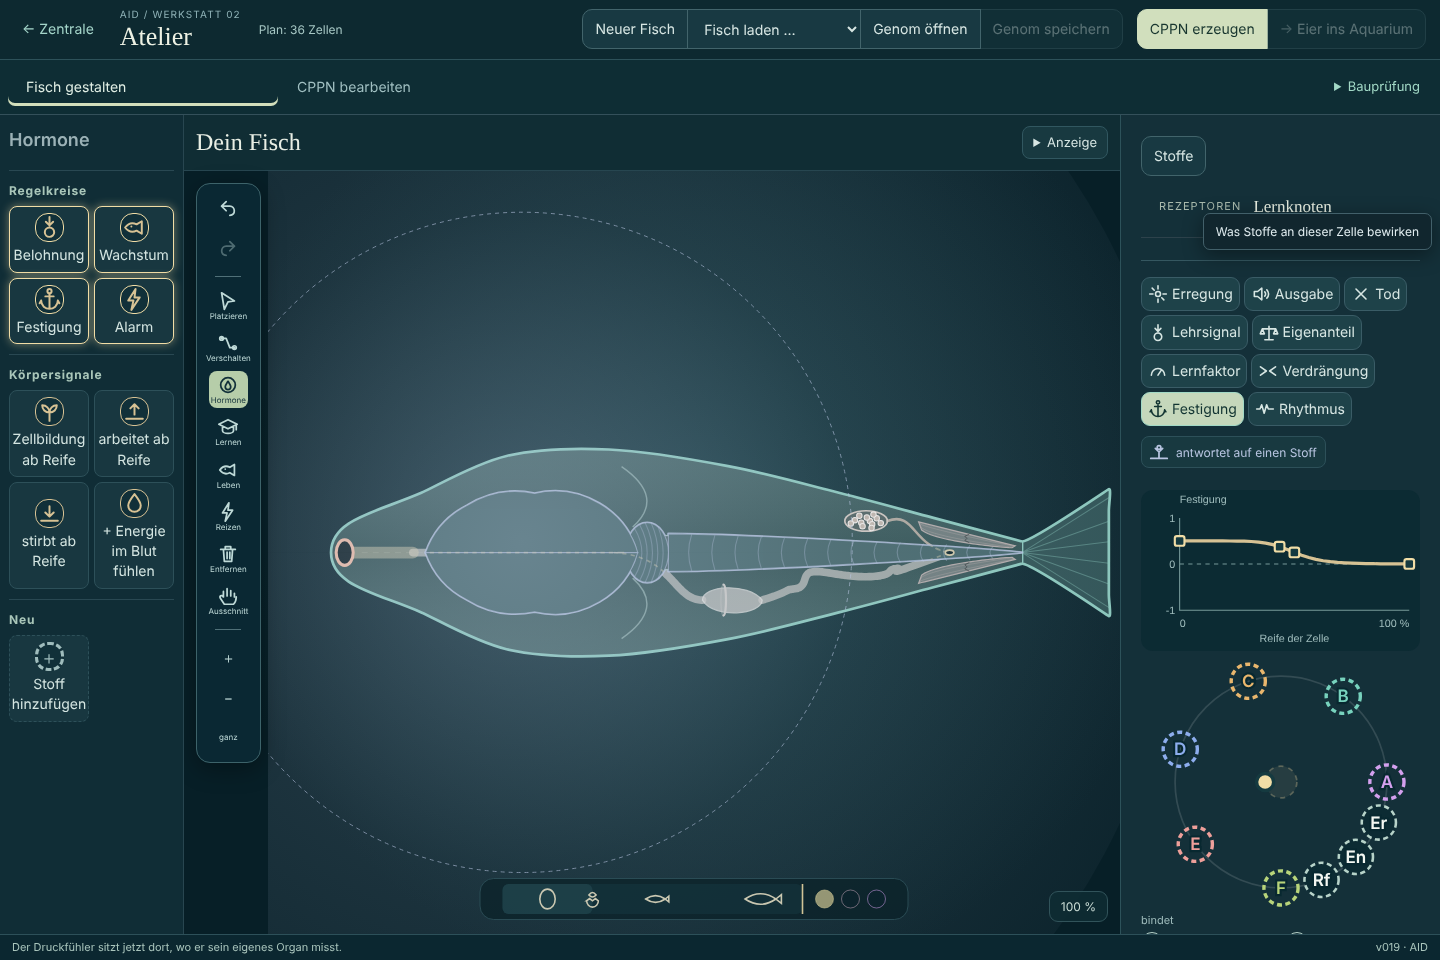 ← Zentrale
AID / WERKSTATT 02
Atelier
Plan: 36 Zellen
Neuer Fisch
Fisch laden ...
Genom öffnen
Genom speichern
CPPN erzeugen
→ Eier ins Aquarium
Fisch gestalten
CPPN bearbeiten
▶ Bauprüfung
Hormone
Regelkreise
Belohnung
Wachstum
Festigung
Alarm
Körpersignale
Zellbildung ab Reife
arbeitet ab Reife
stirbt ab Reife
+ Energie im Blut fühlen
Neu
+
Stoff hinzufügen
Dein Fisch
▶ Anzeige
Platzieren
Verschalten
Hormone
Lernen
Leben
Reizen
Entfernen
Ausschnitt
+
−
ganz
100 %
Stoffe
REZEPTOREN Lernknoten
Was Stoffe an dieser Zelle bewirken
Erregung
Ausgabe
Tod
Lehrsignal
Eigenanteil
Lernfaktor
Verdrängung
Festigung
Rhythmus
antwortet auf einen Stoff
Festigung
1
0
-1
0
100 %
Reife der Zelle
C
B
D
A
Er
E
En
Rf
F
bindet
Der Druckfühler sitzt jetzt dort, wo er sein eigenes Organ misst.
v019 · AID